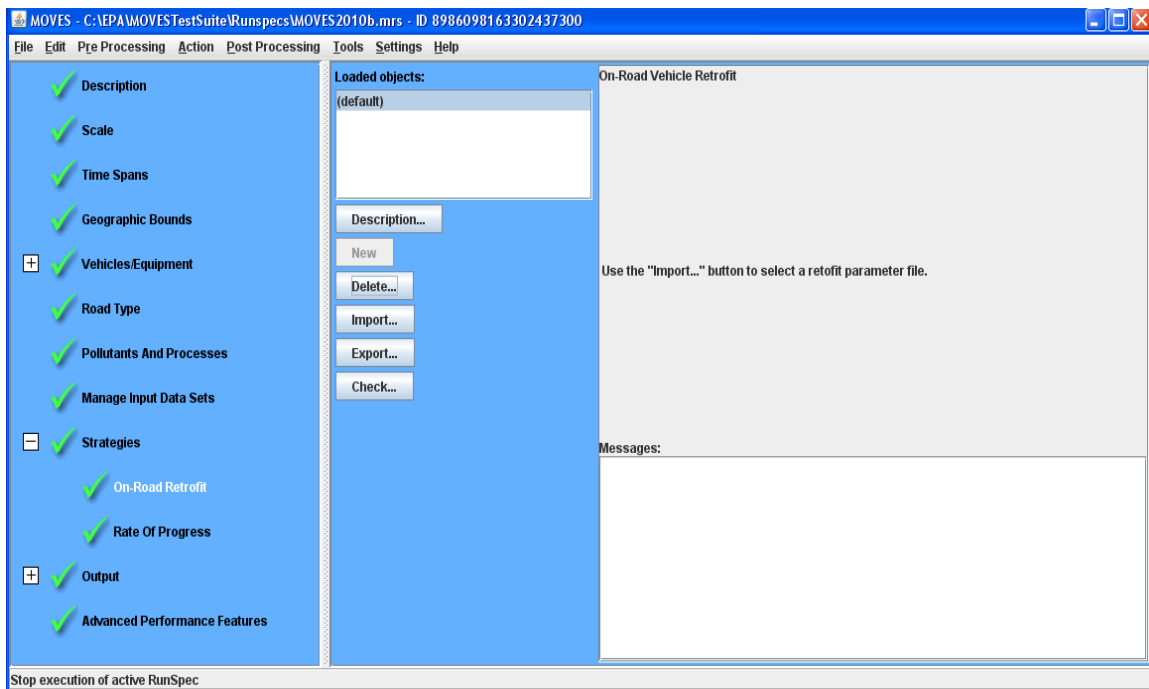 MOVES - C:\EPA\MOVESTestSuite\Runspecs\MOVES2010b.mrs - ID 8986098163302437300
File Edit Pre Processing Action Post Processing Tools Settings Help
Description
Scale
Time Spans
Geographic Bounds
Vehicles/Equipment
Road Type
Pollutants And Processes
Manage Input Data Sets
Strategies
On-Road Retrofit
Rate Of Progress
Output
Advanced Performance Features
Loaded objects:
(default)
Description...
New
Delete...
Import...
Export...
Check...
On-Road Vehicle Retrofit
Use the "Import..." button to select a retofit parameter file.
Messages:
Stop execution of active RunSpec